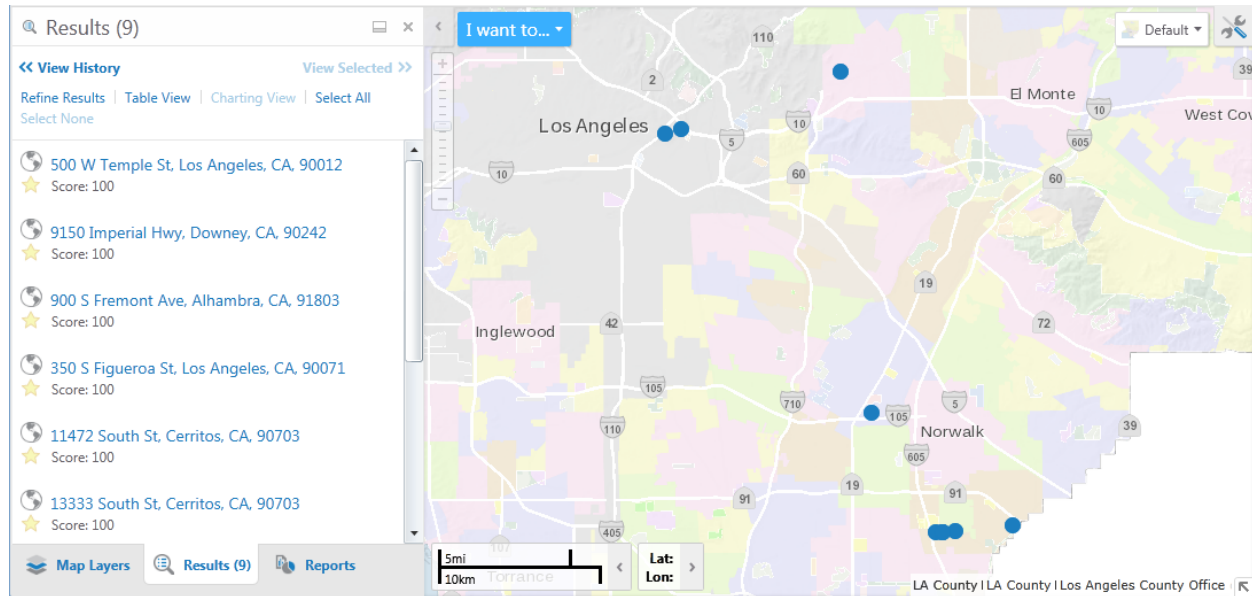 Results (9)
<< View History
View Selected >>
Refine Results | Table View | Charting View | Select All
Select None
500 W Temple St, Los Angeles, CA, 90012
Score: 100
9150 Imperial Hwy, Downey, CA, 90242
Score: 100
900 S Fremont Ave, Alhambra, CA, 91803
Score: 100
350 S Figueroa St, Los Angeles, CA, 90071
Score: 100
11472 South St, Cerritos, CA, 90703
Score: 100
13333 South St, Cerritos, CA, 90703
Score: 100
Map Layers
Results (9)
Reports
I want to...
Default
110
2
El Monte
39
10
West Cov
Los Angeles
10
5
605
10
60
60
19
Inglewood
42
72
105
710
5
105
110
Norwalk
39
605
91
19
91
405
107
Torrance
5mi
10km
Lat:
Lon:
LA County | LA County | Los Angeles County Office